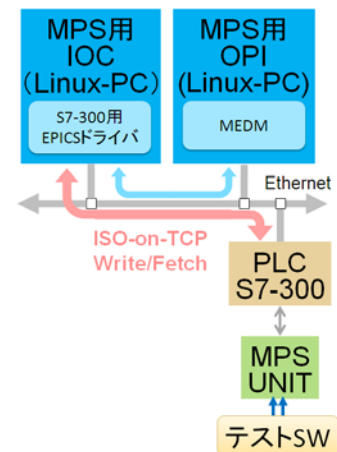 MPS用
IOC
(Linux-PC)
S7-300用
EPICSドライバ
MPS用
OPI
(Linux-PC)
MEDM
Ethernet
ISO-on-TCP
Write/Fetch
PLC
S7-300
MPS
UNIT
テストSW